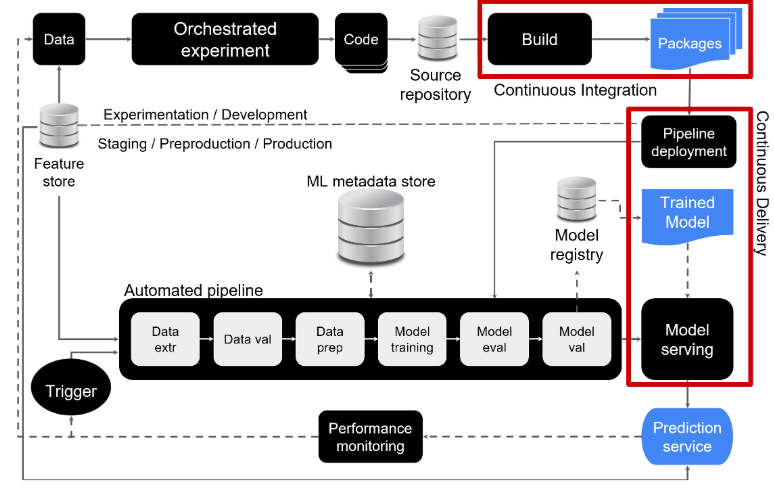 Data
Orchestrated
experiment
Code
Source
repository
Build
Packages
Continuous Integration
Experimentation / Development
Staging / Preproduction / Production
Feature
store
Pipeline
deployment
Continuous Delivery
ML metadata store
Model
registry
Trained
Model
Automated pipeline
Data
extr
Data val
Data
prep
Model
training
Model
eval
Model
val
Model
serving
Trigger
Performance
monitoring
Prediction
service